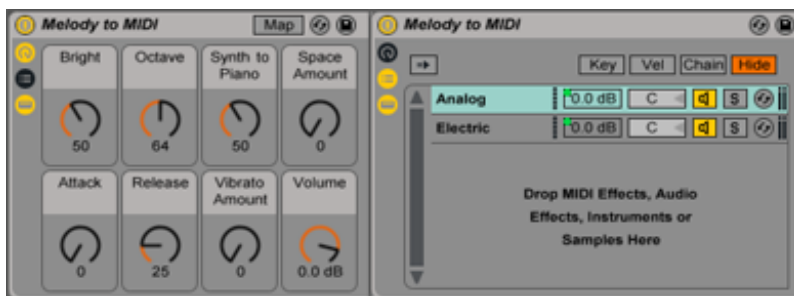 Melody to MIDI
Map
Bright
Octave
Synth to
Piano
Space
Amount
50
64
50
0
Attack
Release
Vibrato
Amount
Volume
0
25
0
0.0 dB
Melody to MIDI
Key
Vel
Chain
Hide
Analog
0.0 dB
C
S
Electric
0.0 dB
C
S
Drop MIDI Effects, Audio
Effects, Instruments or
Samples Here